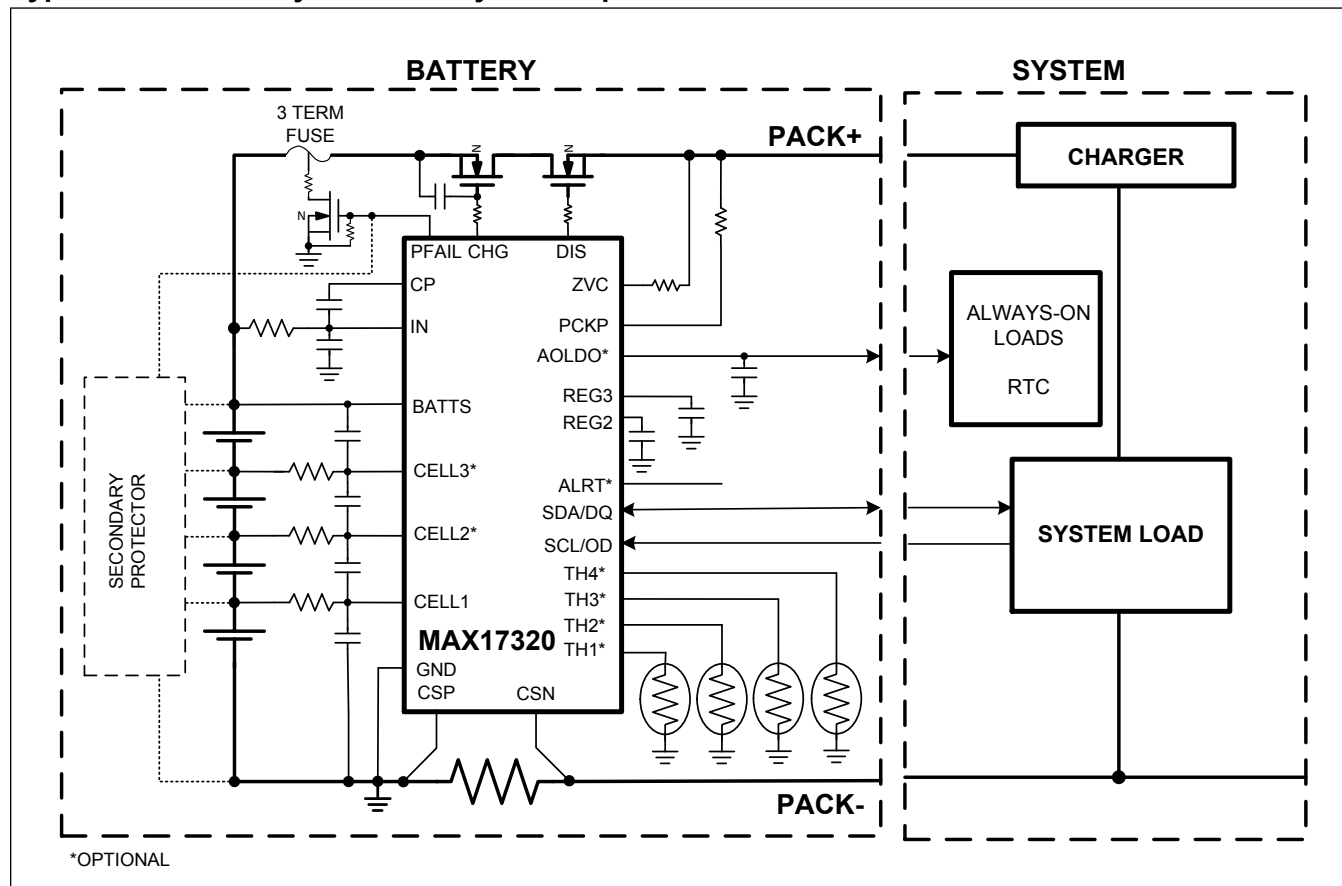 BATTERY
SYSTEM
3 TERM
FUSE
PACK+
CHARGER
N
N
N
PFAIL CHG
DIS
CP
ZVC
IN
PCKP
AOLDO*
ALWAYS-ON
LOADS
RTC
REG3
BATTS
REG2
CELL3*
ALRT*
SDA/DQ
SECONDARY
PROTECTOR
CELL2*
SCL/OD
SYSTEM LOAD
TH4*
CELL1
TH3*
TH2*
MAX17320
TH1*
GND
CSP
CSN
PACK-
*OPTIONAL